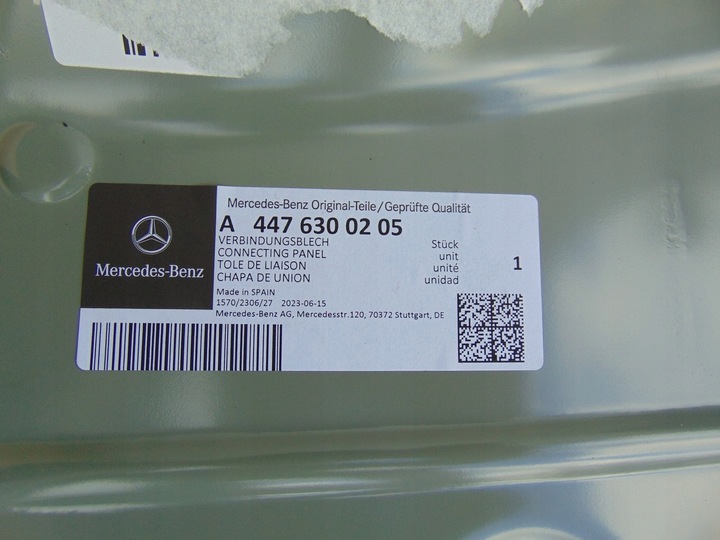 Mercedes-Benz Original-Teile/Geprüfte Qualität
A 447 630 02 05
VERBINDUNGSBLECH
CONNECTING PANEL
TOLE DE LIAISON
CHAPA DE UNION
Stück
unit
unité
unidad
1
Mercedes-Benz
Made in SPAIN
1570/2306/27 2023-06-15
Mercedes-Benz AG, Mercedesstr.120, 70372 Stuttgart, DE